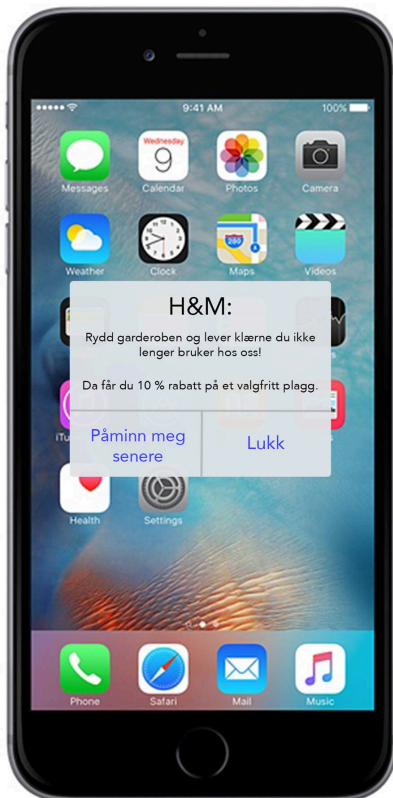 9:41 AM
100%
Wednesday
9
Messages
Calendar
Photos
Camera
280
Weather
Clock
Maps
Videos
H&M:
Rydd garderoben og lever klærne du ikke
lenger bruker hos oss!
Da får du 10 % rabatt på et valgfritt plagg.
Påminn meg
senere
Lukk
Health
Settings
Phone
Safari
Mail
Music